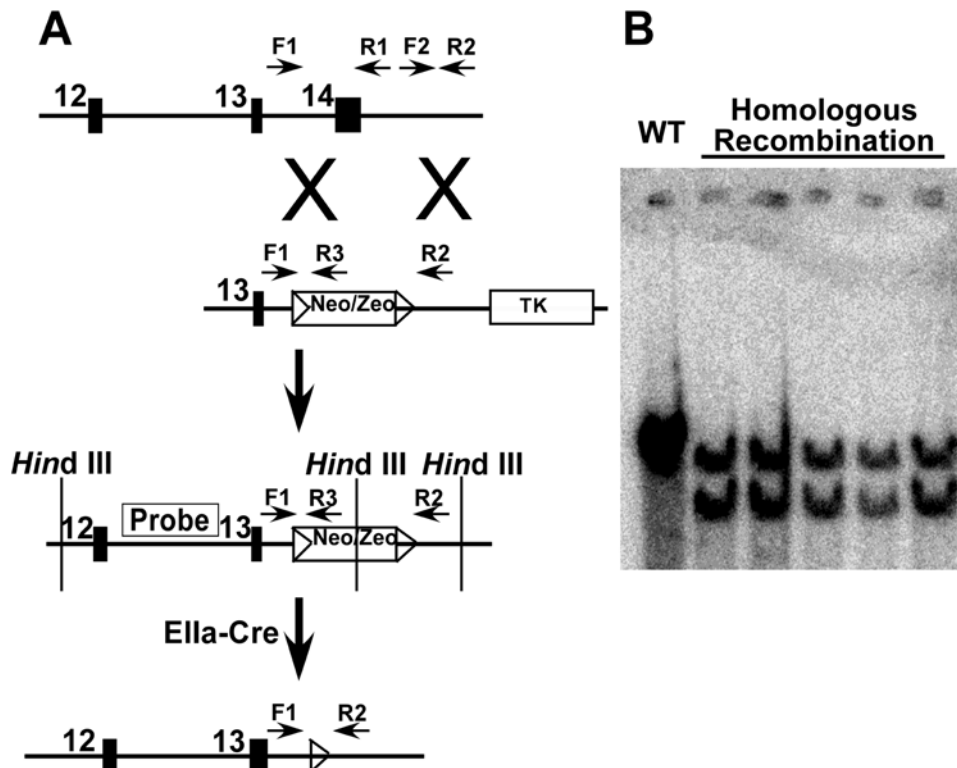 A
F1 R1 F2 R2
12 13 14
F1 R3 R2
13 Neo/Zeo TK
Hind III Hind III Hind III
F1 R3 R2
12 Probe 13 Neo/Zeo
EIIa-Cre
F1 R2
12 13
B
WT Homologous
Recombination